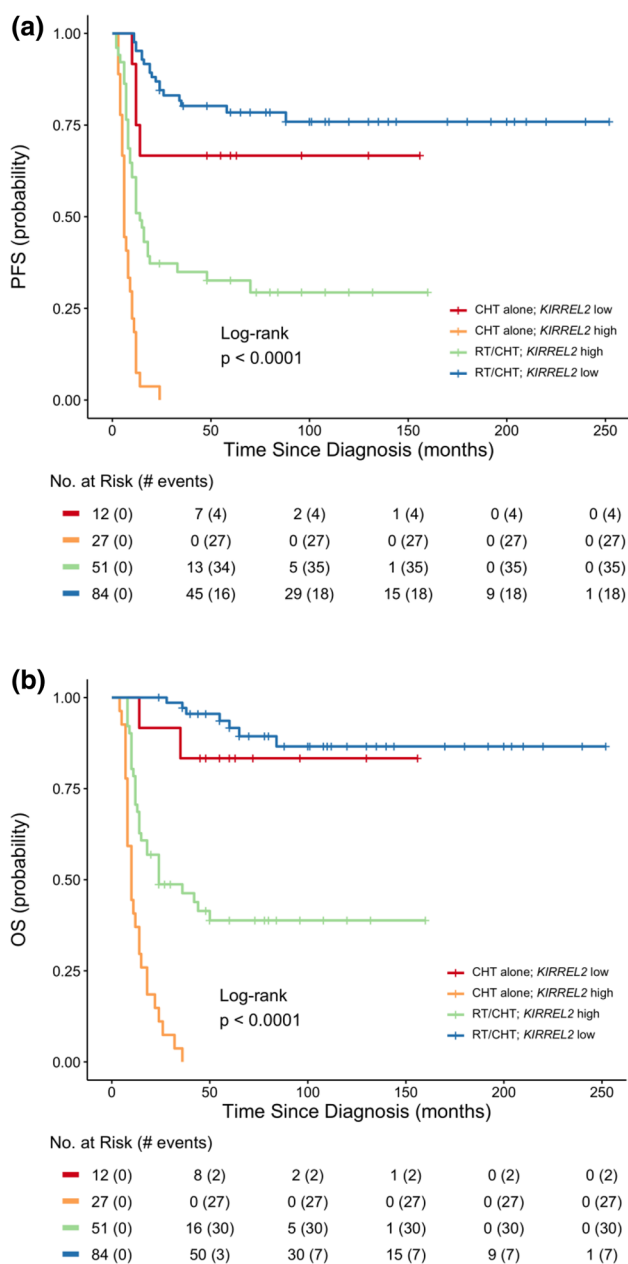 (a)
1.00
0.75
0.50
0.25
0.00
PFS (probability)
Log-rank
p < 0.0001
CHT alone; KIRREL2 low
CHT alone; KIRREL2 high
RT/CHT; KIRREL2 high
RT/CHT; KIRREL2 low
0 50 100 150 200 250
Time Since Diagnosis (months)
No. at Risk (# events)
12 (0) 7 (4) 2 (4) 1 (4) 0 (4) 0 (4)
27 (0) 0 (27) 0 (27) 0 (27) 0 (27) 0 (27)
51 (0) 13 (34) 5 (35) 1 (35) 0 (35) 0 (35)
84 (0) 45 (16) 29 (18) 15 (18) 9 (18) 1 (18)
(b)
1.00
0.75
0.50
0.25
0.00
OS (probability)
Log-rank
p < 0.0001
CHT alone; KIRREL2 low
CHT alone; KIRREL2 high
RT/CHT; KIRREL2 high
RT/CHT; KIRREL2 low
0 50 100 150 200 250
Time Since Diagnosis (months)
No. at Risk (# events)
12 (0) 8 (2) 2 (2) 1 (2) 0 (2) 0 (2)
27 (0) 0 (27) 0 (27) 0 (27) 0 (27) 0 (27)
51 (0) 16 (30) 5 (30) 1 (30) 0 (30) 0 (30)
84 (0) 50 (3) 30 (7) 15 (7) 9 (7) 1 (7)